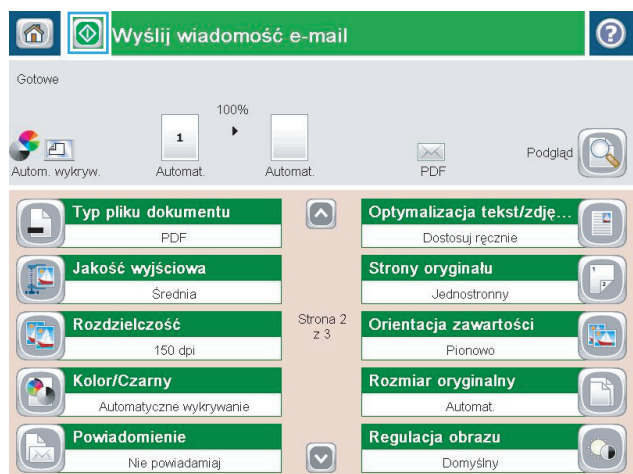 Wyślij wiadomość e-mail
?
Gotowe
100%
1
Autom. wykryw.
Automat.
Automat.
PDF
Podgląd
Typ pliku dokumentu
PDF
Jakość wyjściowa
Średnia
Rozdzielczość
150 dpi
Kolor/Czarny
Automatyczne wykrywanie
Powiadomienie
Nie powiadamiaj
Strona 2
z 3
Optymalizacja tekst/zdję...
Dostosuj ręcznie
Strony oryginału
Jednostronny
1
2
Orientacja zawartości
Pionowo
Rozmiar oryginalny
Automat.
Regulacja obrazu
Domyślny